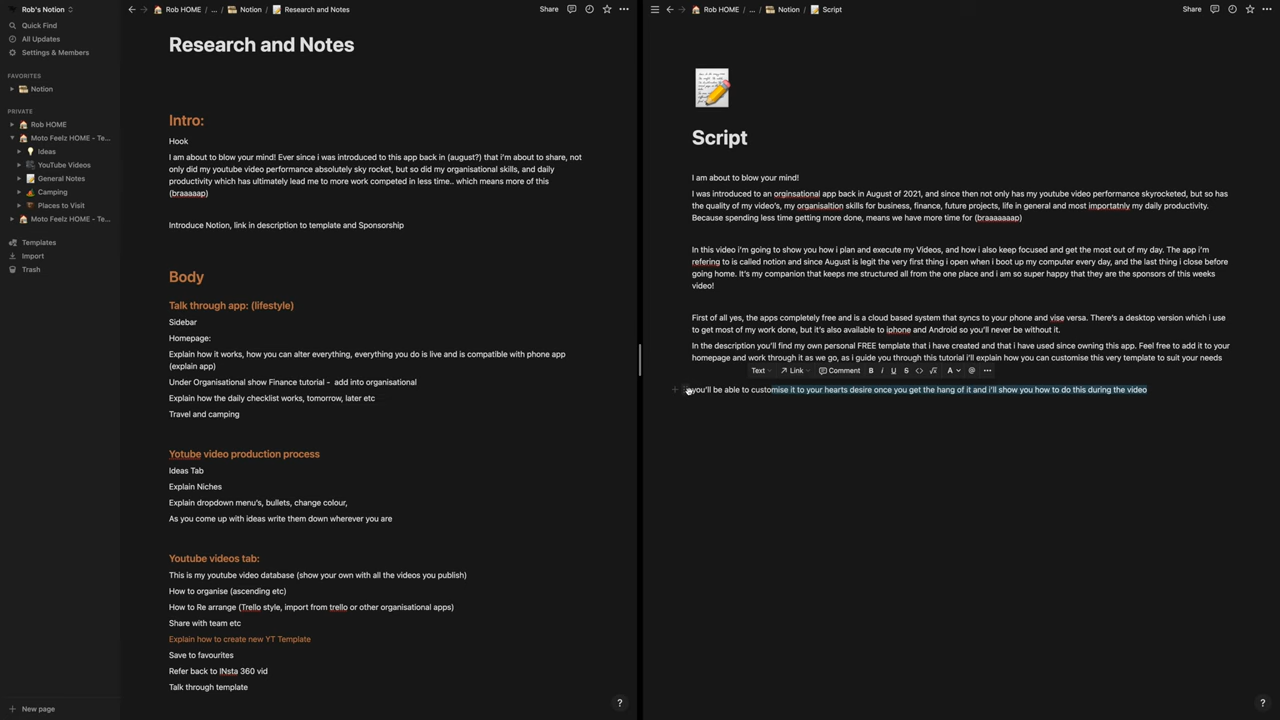 Rob's Notion
Quick Find
All Updates
Settings & Members
FAVORITES
Notion
PRIVATE
Rob HOME
Moto Feelz HOME - Te...
Ideas
YouTube Videos
General Notes
Camping
Places to Visit
Moto Feelz HOME - Te...
Templates
Import
Trash
New page
Rob HOME / ... / Notion / Research and Notes
Share
Research and Notes
Intro:
Hook
I am about to blow your mind! Ever since i was introduced to this app back in (august?) that i'm about to share, not
only did my youtube video performance absolutely sky rocket, but so did my organisational skills, and daily
productivity which has ultimately lead me to more work competed in less time.. which means more of this
(braaaaap)
Introduce Notion, link in description to template and Sponsorship
Body
Talk through app: (lifestyle)
Sidebar
Homepage:
Explain how it works, how you can alter everything, everything you do is live and is compatible with phone app
(explain app)
Under Organisational show Finance tutorial - add into organisational
Explain how the daily checklist works, tomorrow, later etc
Travel and camping
Yotube video production process
Ideas Tab
Explain Niches
Explain dropdown menu's, bullets, change colour,
As you come up with ideas write them down wherever you are
Youtube videos tab:
This is my youtube video database (show your own with all the videos you publish)
How to organise (ascending etc)
How to Re arrange (Trello style, import from trello or other organisational apps)
Share with team etc
Explain how to create new YT Template
Save to favourites
Refer back to INsta 360 vid
Talk through template
?
Rob HOME / ... / Notion / Script
Share
Script
I am about to blow your mind!
I was introduced to an orginsational app back in August of 2021, and since then not only has my youtube video performance skyrocketed, but so has
the quality of my video's, my organisaltion skills for business, finance, future projects, life in general and most importatnly my daily productivity.
Because spending less time getting more done, means we have more time for (braaaaaaap)
In this video i'm going to show you how i plan and execute my Videos, and how i also keep focused and get the most out of my day. The app i'm
refering to is called notion and since August is legit the very first thing i open when i boot up my computer every day, and the last thing i close before
going home. It's my companion that keeps me structured all from the one place and i am so super happy that they are the sponsors of this weeks
video!
First of all yes, the apps completely free and is a cloud based system that syncs to your phone and vise versa. There's a desktop version which i use
to get most of my work done, but it's also available to iphone and Android so you'll never be without it.
In the description you'll find my own personal FREE template that i have created and that i have used since owning this app. Feel free to add it to your
homepage and work through it as we go, as i guide you through this tutorial i'll explain how you can customise this very template to suit your needs
Text Link Comment B i U S A @
you'll be able to customise it to your hearts desire once you get the hang of it and i'll show you how to do this during the video
?